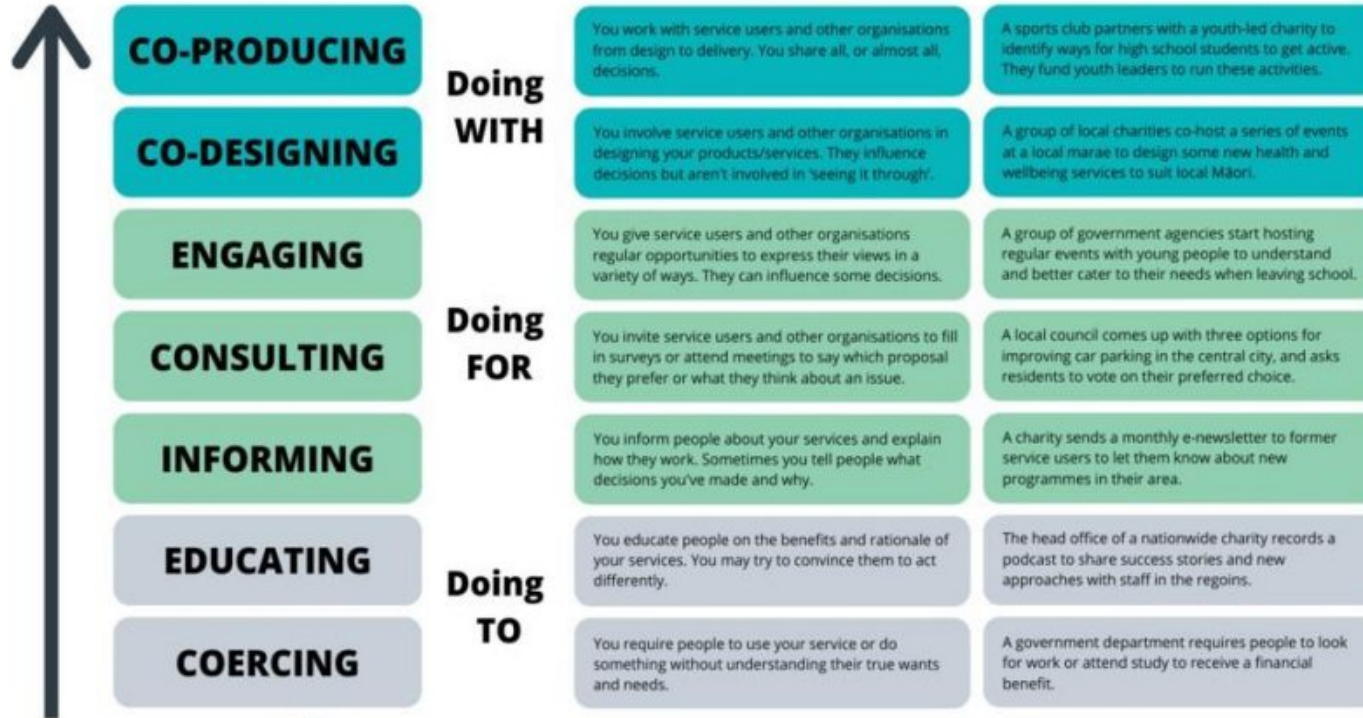 CO-PRODUCING
You work with service users and other organisations
from design to delivery. You share all, or almost all,
decisions.
A sports club partners with a youth-led charity to
identify ways for high school students to get active.
They fund youth leaders to run these activities.
Doing
WITH
CO-DESIGNING
You involve service users and other organisations in
designing your products/services. They influence
decisions but aren't involved in 'seeing it through'.
A group of local charities co-host a series of events
at a local marae to design some new health and
wellbeing services to suit local Māori.
ENGAGING
You give service users and other organisations
regular opportunities to express their views in a
variety of ways. They can influence some decisions.
A group of government agencies start hosting
regular events with young people to understand
and better cater to their needs when leaving school.
Doing
FOR
CONSULTING
You invite service users and other organisations to fill
in surveys or attend meetings to say which proposal
they prefer or what they think about an issue.
A local council comes up with three options for
improving car parking in the central city, and asks
residents to vote on their preferred choice.
INFORMING
You inform people about your services and explain
how they work. Sometimes you tell people what
decisions you've made and why.
A charity sends a monthly e-newsletter to former
service users to let them know about new
programmes in their area.
EDUCATING
You educate people on the benefits and rationale of
your services. You may try to convince them to act
differently.
The head office of a nationwide charity records a
podcast to share success stories and new
approaches with staff in the regoins.
Doing
TO
COERCING
You require people to use your service or do
something without understanding their true wants
and needs.
A government department requires people to look
for work or attend study to receive a financial
benefit.